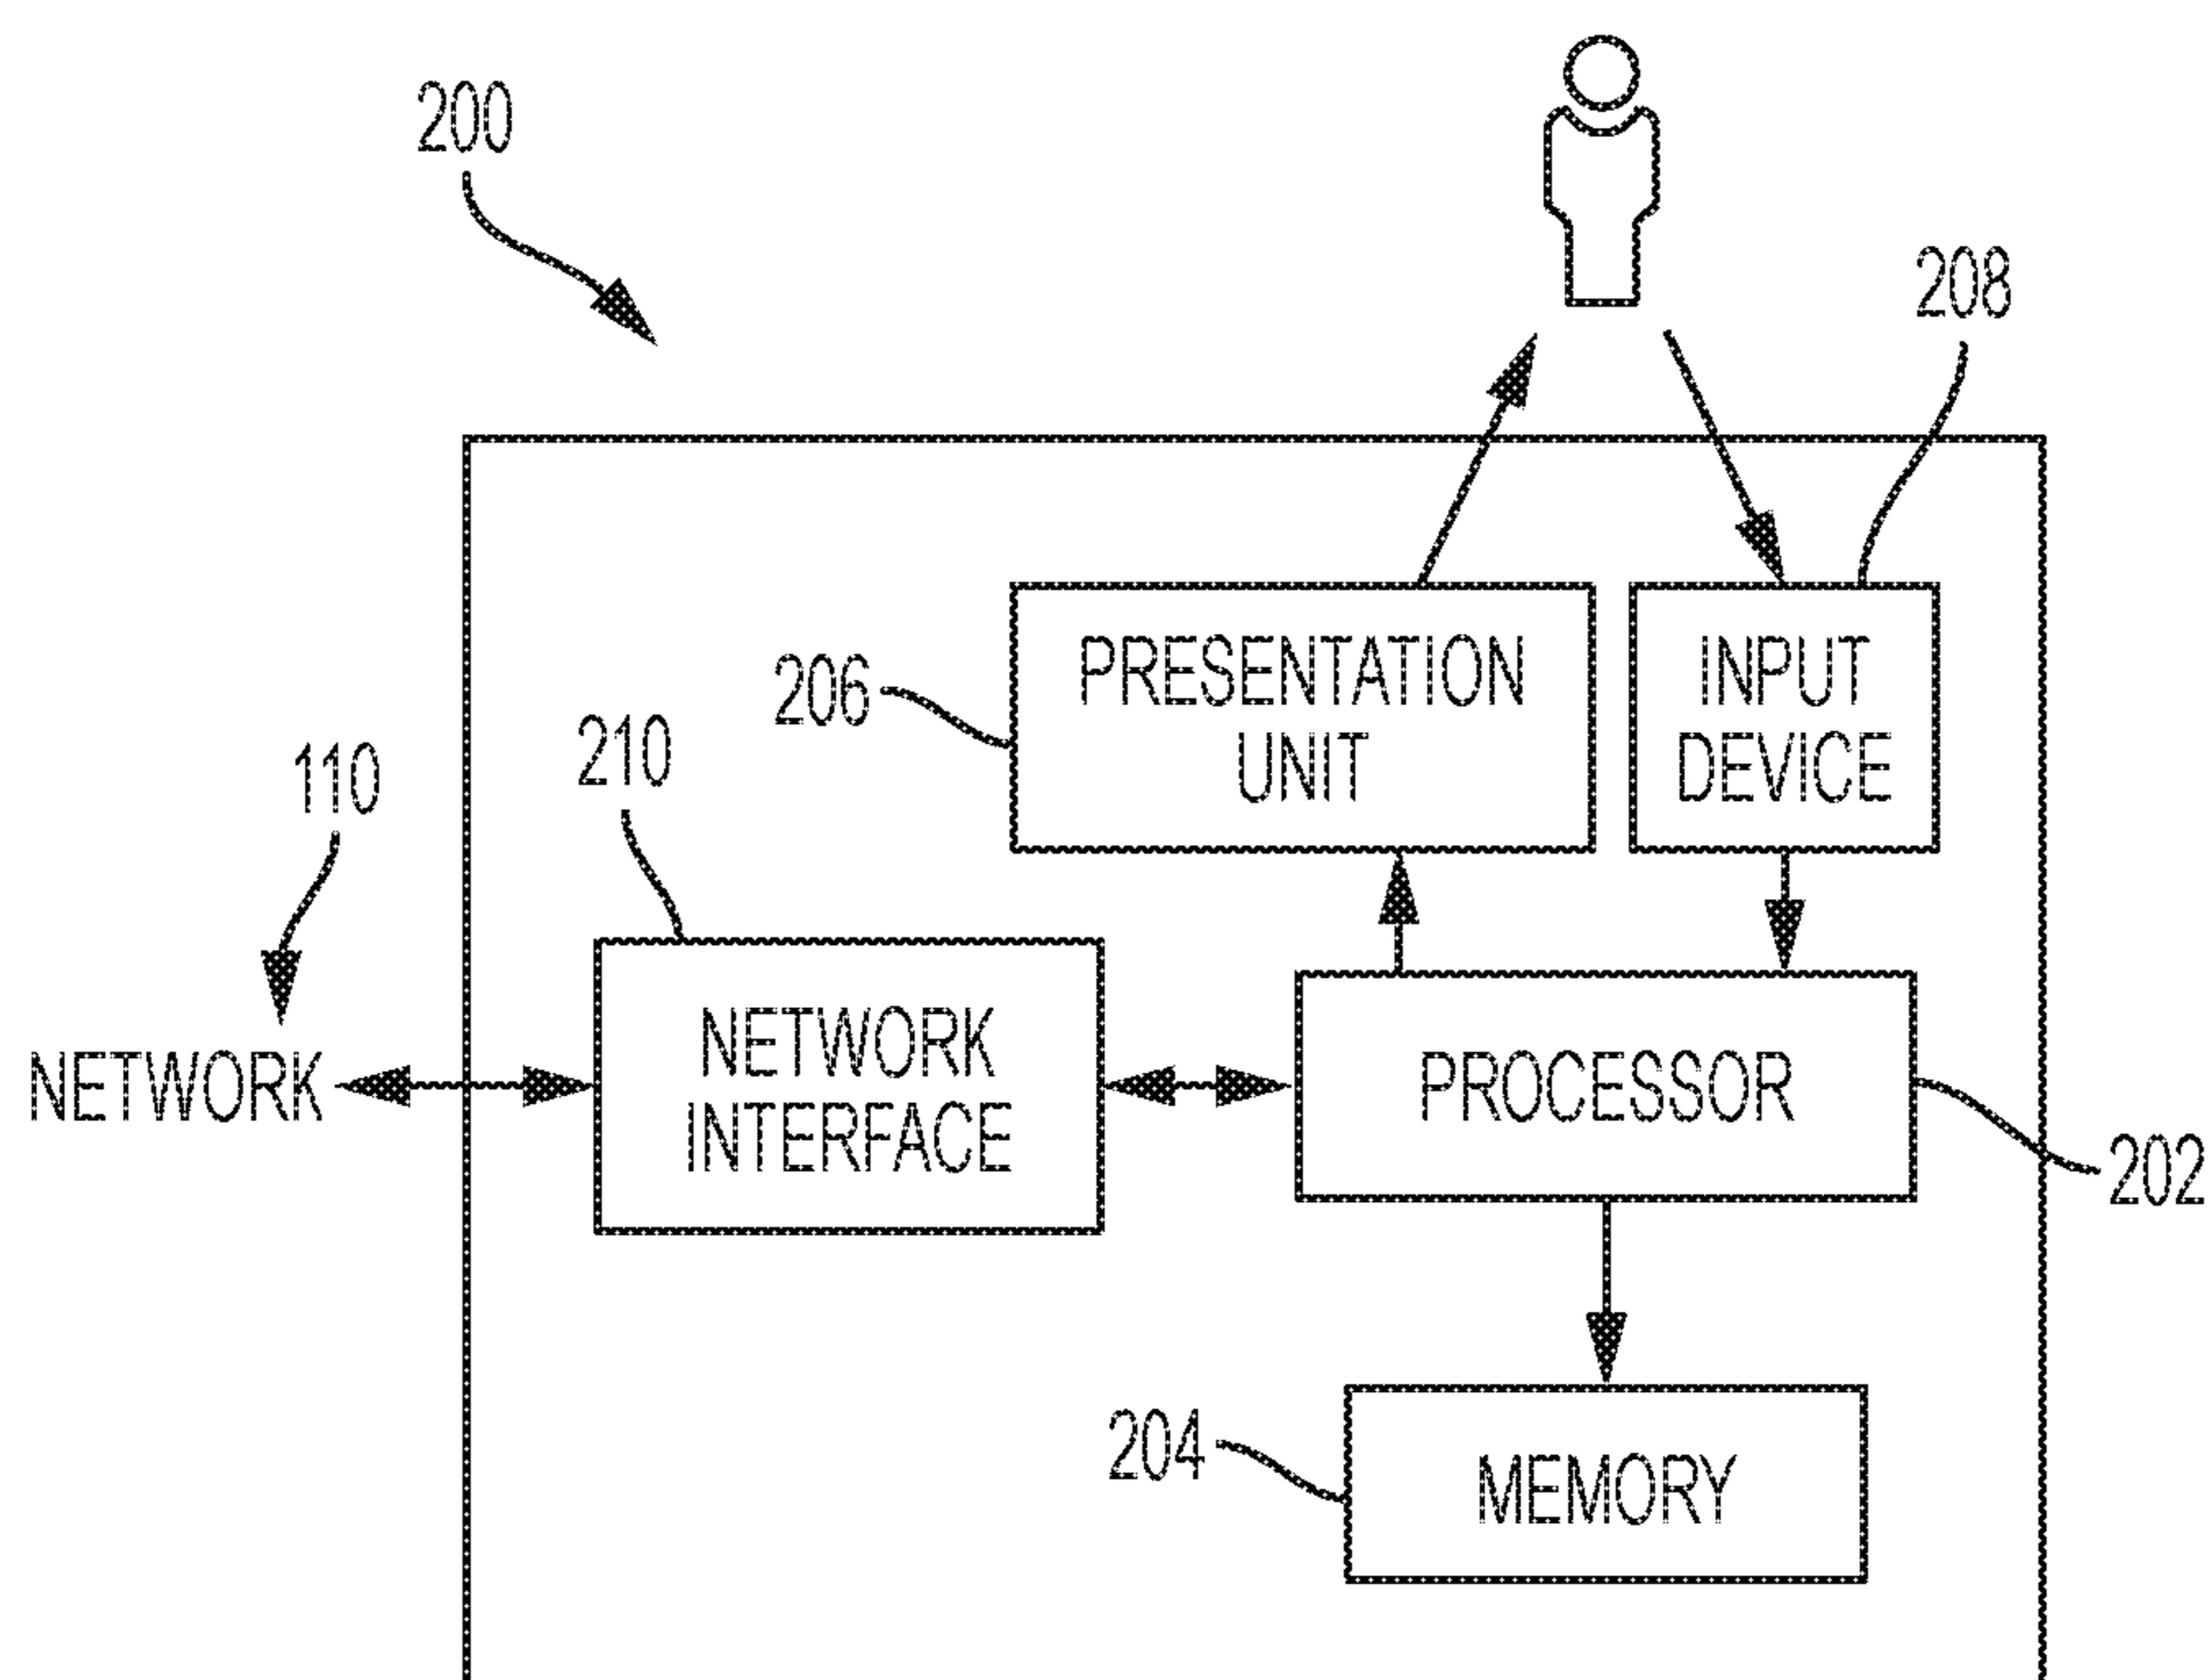 200
208
206
PRESENTATION
UNIT
INPUT
DEVICE
110
210
NETWORK
NETWORK
INTERFACE
PROCESSOR
202
204
MEMORY